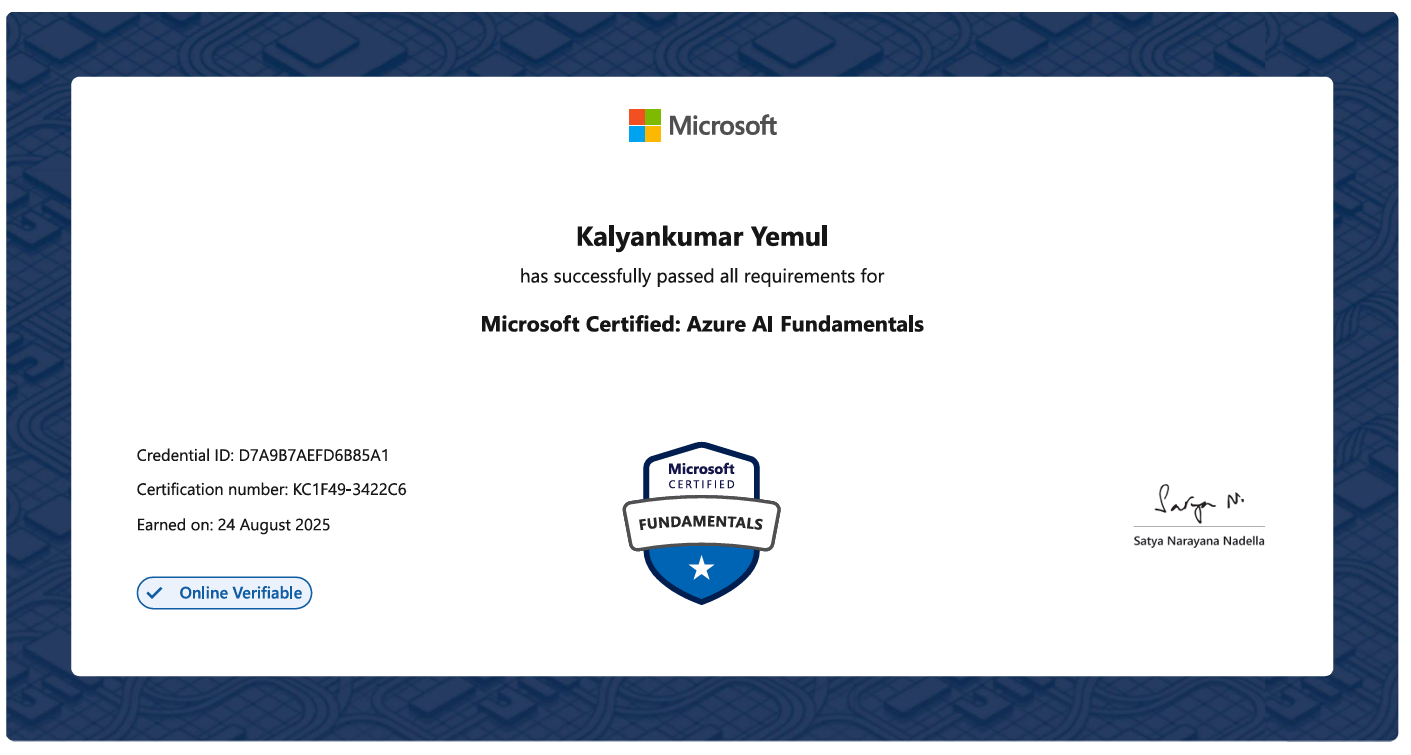 Microsoft
Kalyankumar Yemul
has successfully passed all requirements for
Microsoft Certified: Azure AI Fundamentals
Credential ID: D7A9B7AEFD6B85A1
Certification number: KC1F49-3422C6
Earned on: 24 August 2025
Online Verifiable
Microsoft
CERTIFIED
FUNDAMENTALS
Satya N.
Satya Narayana Nadella